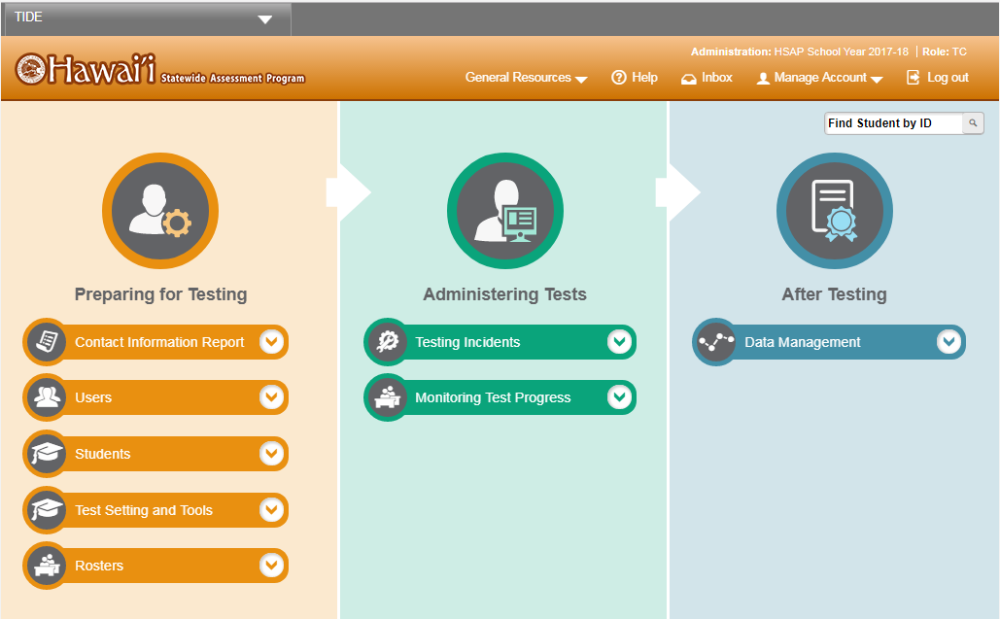 TIDE
Administration: HSAP School Year 2017-18 | Role: TC
Hawai'i Statewide Assessment Program
General Resources
Help
Inbox
Manage Account
Log out
Find Student by ID
Preparing for Testing
Contact Information Report
Users
Students
Test Setting and Tools
Rosters
Administering Tests
Testing Incidents
Monitoring Test Progress
After Testing
Data Management